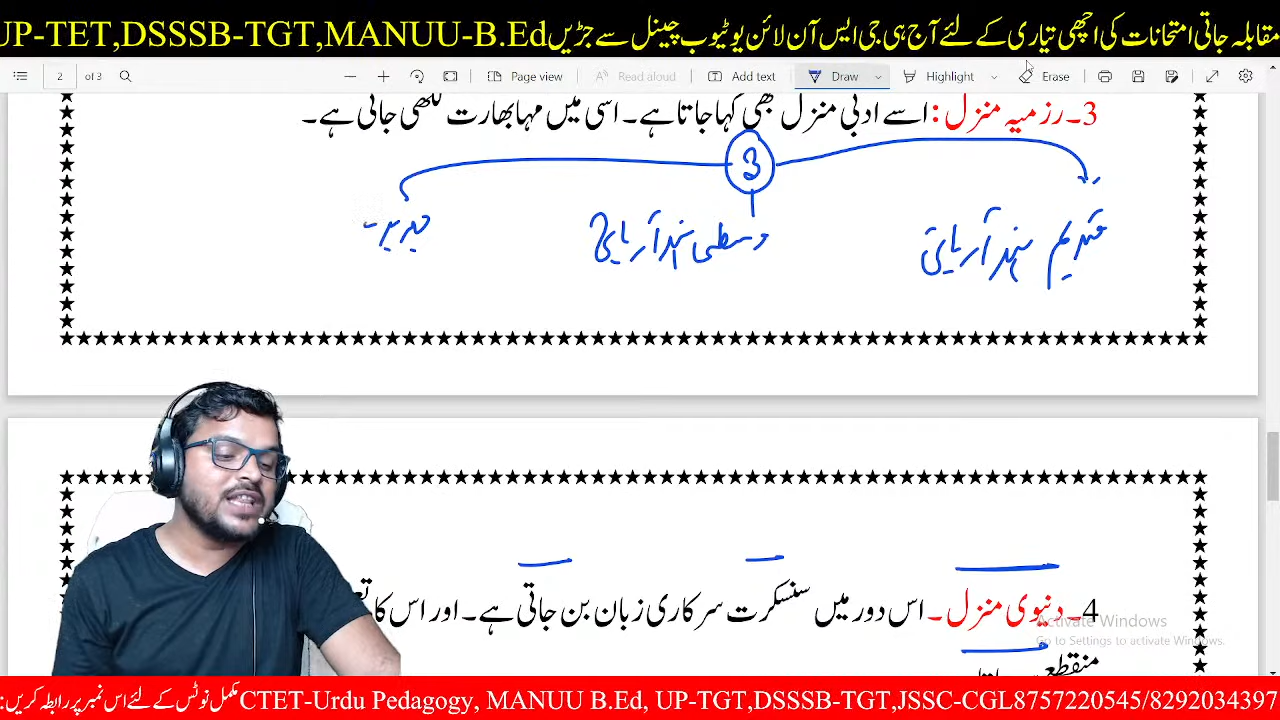 مقابلہ جاتی امتحانات کی اچھی تیاری کے لئے آج ہی جی ایس آن لائن یوٹیوب چینل سے جڑیں UP-TET,DSSSB-TGT,MANUU-B.Ed
2 of 3 Page view Read aloud Add text Draw Highlight Erase
3۔ رزمیہ منزل : اسے ادبی منزل بھی کہا جاتا ہے۔ اسی میں مہابھارت لکھی جاتی ہے۔
3
قدیم ہند آریائی وسطی ہند آریائی جدید
4۔ دنیوی منزل۔ اس دور میں سنسکرت سرکاری زبان بن جاتی ہے۔ اور اس کا
Activate Windows
Go to Settings to activate Windows.
منقطع
مکمل نوٹس کے لئے اس نمبر پر رابطہ کریں: CTET-Urdu Pedagogy, MANUU B.Ed, UP-TGT,DSSSB-TGT,JSSC-CGL8757220545/8292034397